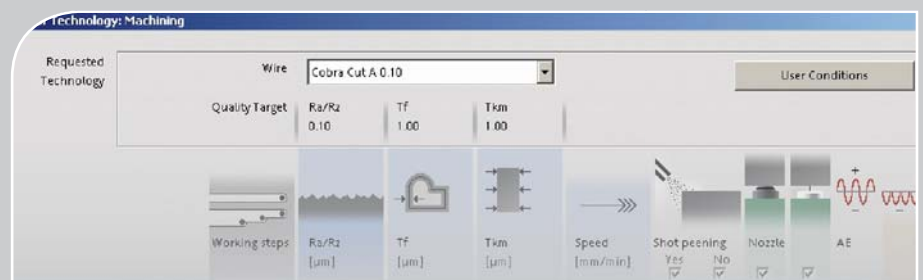 Technology: Machining
Requested Technology
Wire
Cobra Cut A 0.10
User Conditions
Quality Target
Ra/Rz
0.10
Tf
1.00
Tkm
1.00
Working steps
Ra/Rz
[µm]
Tf
[µm]
Tkm
[µm]
Speed
[mm/min]
Shot peening
Yes No
Nozzle
AE
+
-